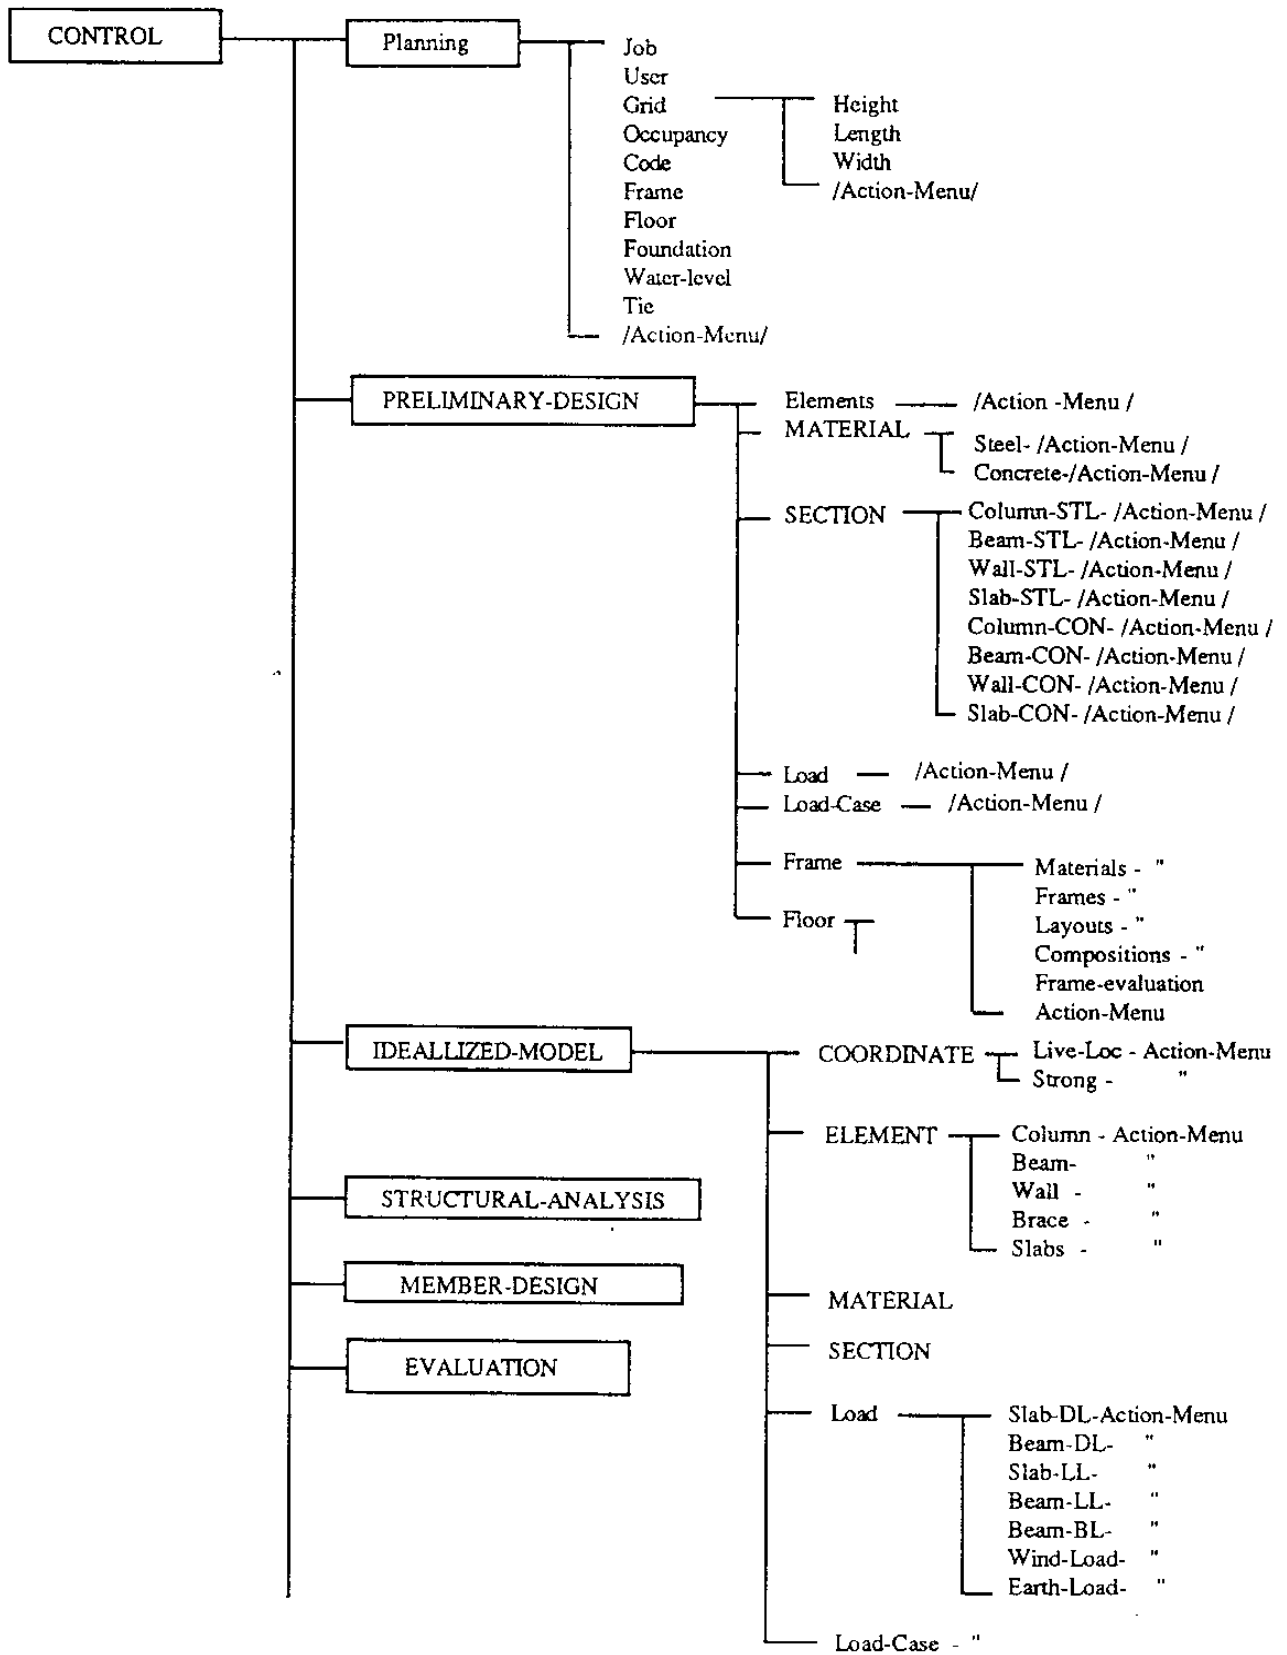 CONTROL
Planning
Job
User
Grid
Occupancy
Code
Frame
Floor
Foundation
Water-level
Tie
/Action-Menu/
Height
Length
Width
/Action-Menu/
PRELIMINARY-DESIGN
Elements /Action -Menu /
MATERIAL
Steel- /Action-Menu /
Concrete-/Action-Menu /
SECTION
Column-STL- /Action-Menu /
Beam-STL- /Action-Menu /
Wall-STL- /Action-Menu /
Slab-STL- /Action-Menu /
Column-CON- /Action-Menu /
Beam-CON- /Action-Menu /
Wall-CON- /Action-Menu /
Slab-CON- /Action-Menu /
Load /Action-Menu /
Load-Case /Action-Menu /
Frame
Materials - "
Frames - "
Layouts - "
Compositions - "
Frame-evaluation
Action-Menu
Floor
IDEALLIZED-MODEL
COORDINATE
Live-Loc - Action-Menu
Strong - "
ELEMENT
Column - Action-Menu
Beam- "
Wall - "
Brace - "
Slabs - "
MATERIAL
SECTION
Load
Slab-DL-Action-Menu
Beam-DL- "
Slab-LL- "
Beam-LL- "
Beam-BL- "
Wind-Load- "
Earth-Load- "
Load-Case - "
STRUCTURAL-ANALYSIS
MEMBER-DESIGN
EVALUATION